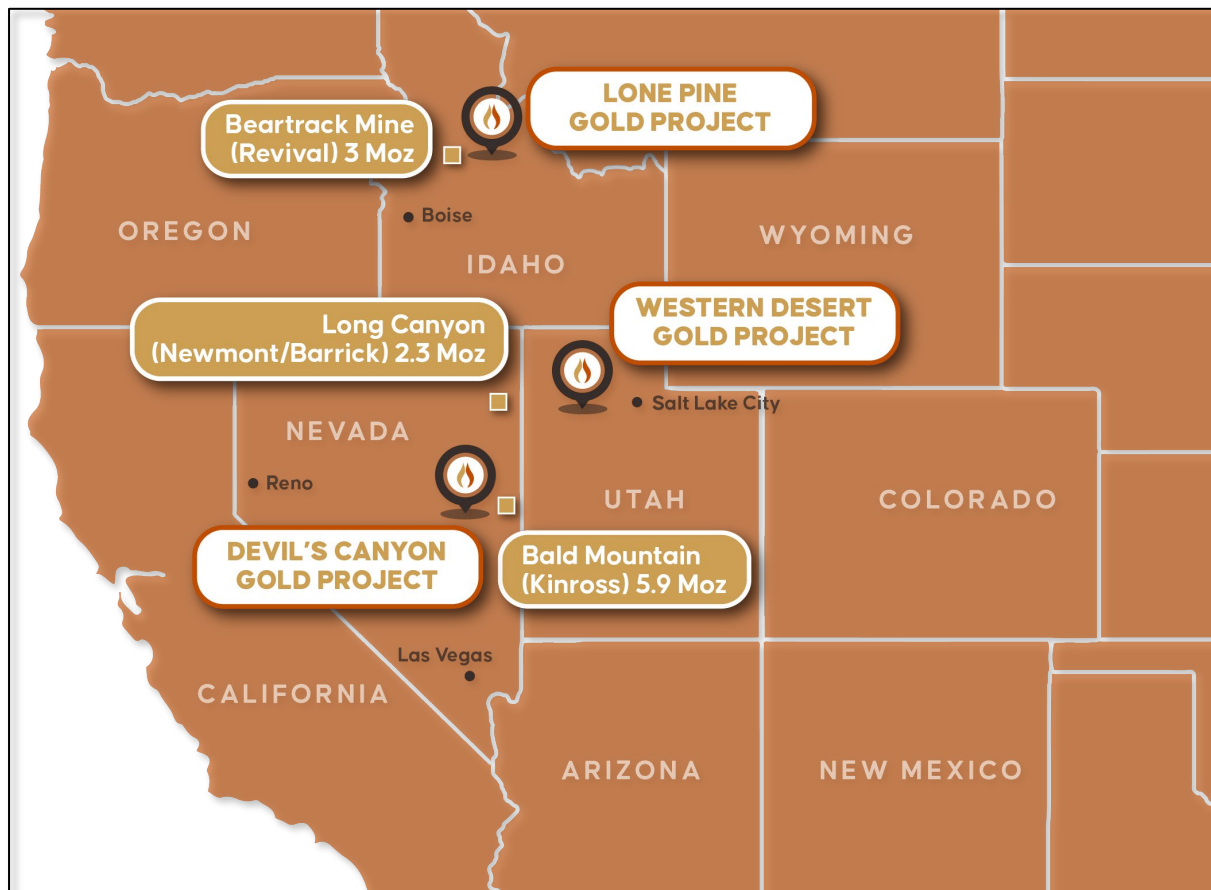 LONE PINE
GOLD PROJECT
Beartrack Mine
(Revival) 3 Moz
Boise
OREGON
WYOMING
IDAHO
WESTERN DESERT
GOLD PROJECT
Long Canyon
(Newmont/Barrick) 2.3 Moz
Salt Lake City
NEVADA
Reno
UTAH
COLORADO
DEVIL'S CANYON
GOLD PROJECT
Bald Mountain
(Kinross) 5.9 Moz
Las Vegas
CALIFORNIA
ARIZONA
NEW MEXICO